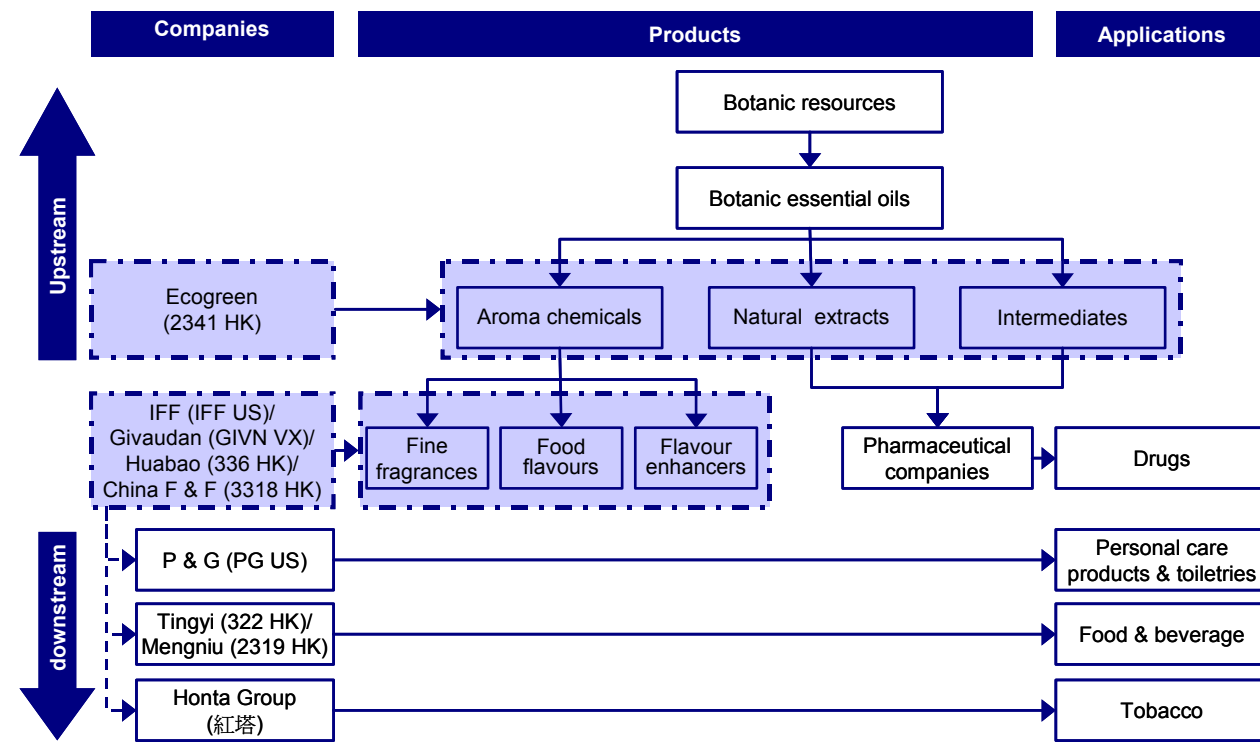 Companies
Products
Applications
Upstream
Botanic resources
Botanic essential oils
Ecogreen
(2341 HK)
Aroma chemicals
Natural extracts
Intermediates
IFF (IFF US)/
Givaudan (GIVN VX)/
Huabao (336 HK)/
China F & F (3318 HK)
Fine
fragrances
Food
flavours
Flavour
enhancers
Pharmaceutical
companies
Drugs
downstream
P & G (PG US)
Personal care
products & toiletries
Tingyi (322 HK)/
Mengniu (2319 HK)
Food & beverage
Honta Group
(紅塔)
Tobacco